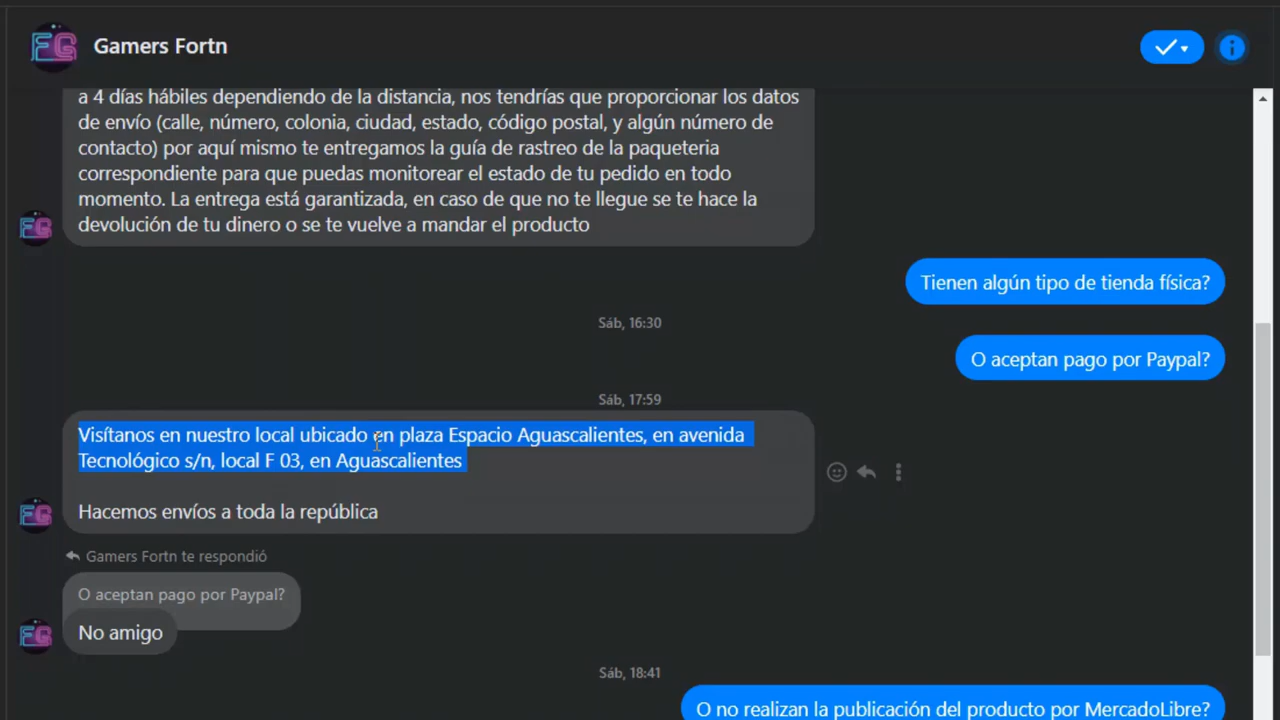 FG
Gamers Fortn
a 4 días hábiles dependiendo de la distancia, nos tendrías que proporcionar los datos
de envío (calle, número, colonia, ciudad, estado, código postal, y algún número de
contacto) por aquí mismo te entregamos la guía de rastreo de la paqueteria
correspondiente para que puedas monitorear el estado de tu pedido en todo
momento. La entrega está garantizada, en caso de que no te llegue se te hace la
devolución de tu dinero o se te vuelve a mandar el producto
FG
Tienen algún tipo de tienda física?
Sáb, 16:30
O aceptan pago por Paypal?
Sáb, 17:59
Visítanos en nuestro local ubicado en plaza Espacio Aguascalientes, en avenida
Tecnológico s/n, local F 03, en Aguascalientes
Hacemos envíos a toda la república
FG
Gamers Fortn te respondió
O aceptan pago por Paypal?
No amigo
FG
Sáb, 18:41
O no realizan la publicación del producto por MercadoLibre?